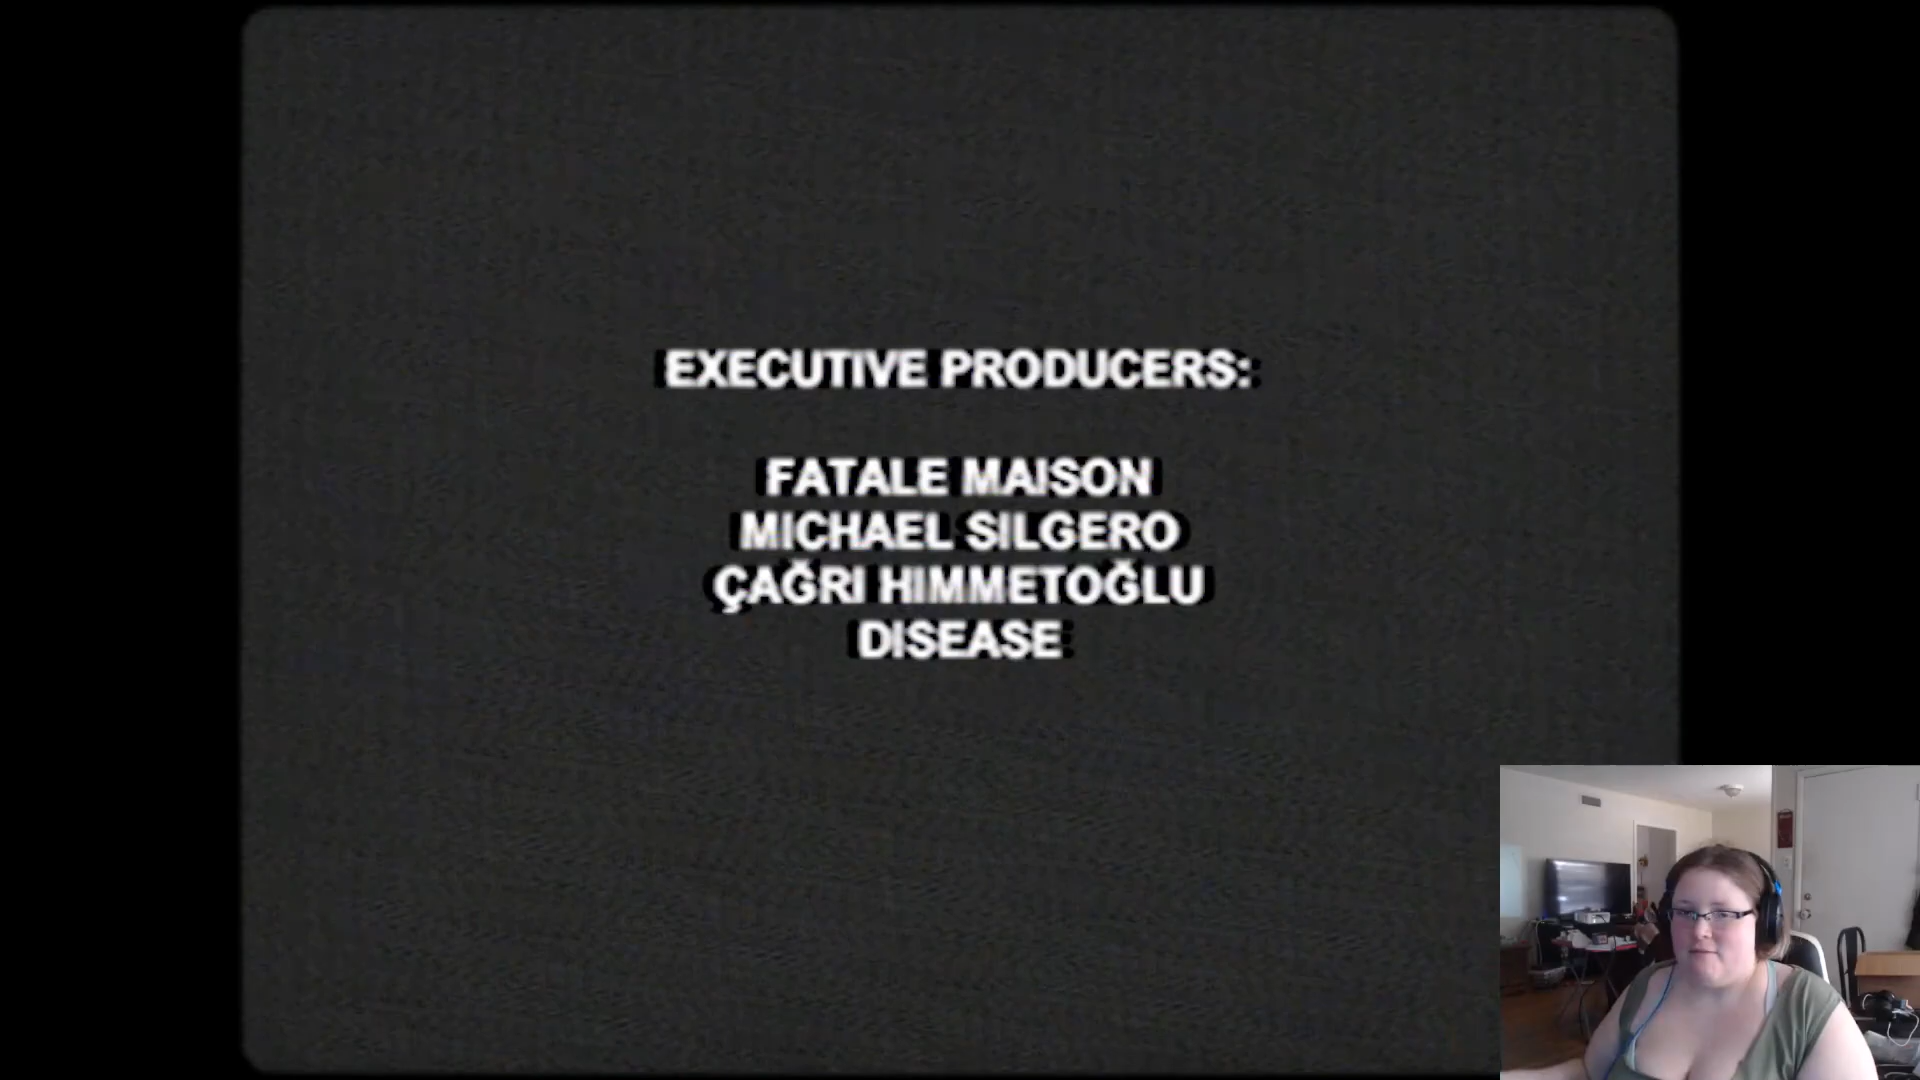 EXECUTIVE PRODUCERS:
FATALE MAISON
MICHAEL SILGERO
ÇAĞRI HIMMETOĞLU
DISEASE